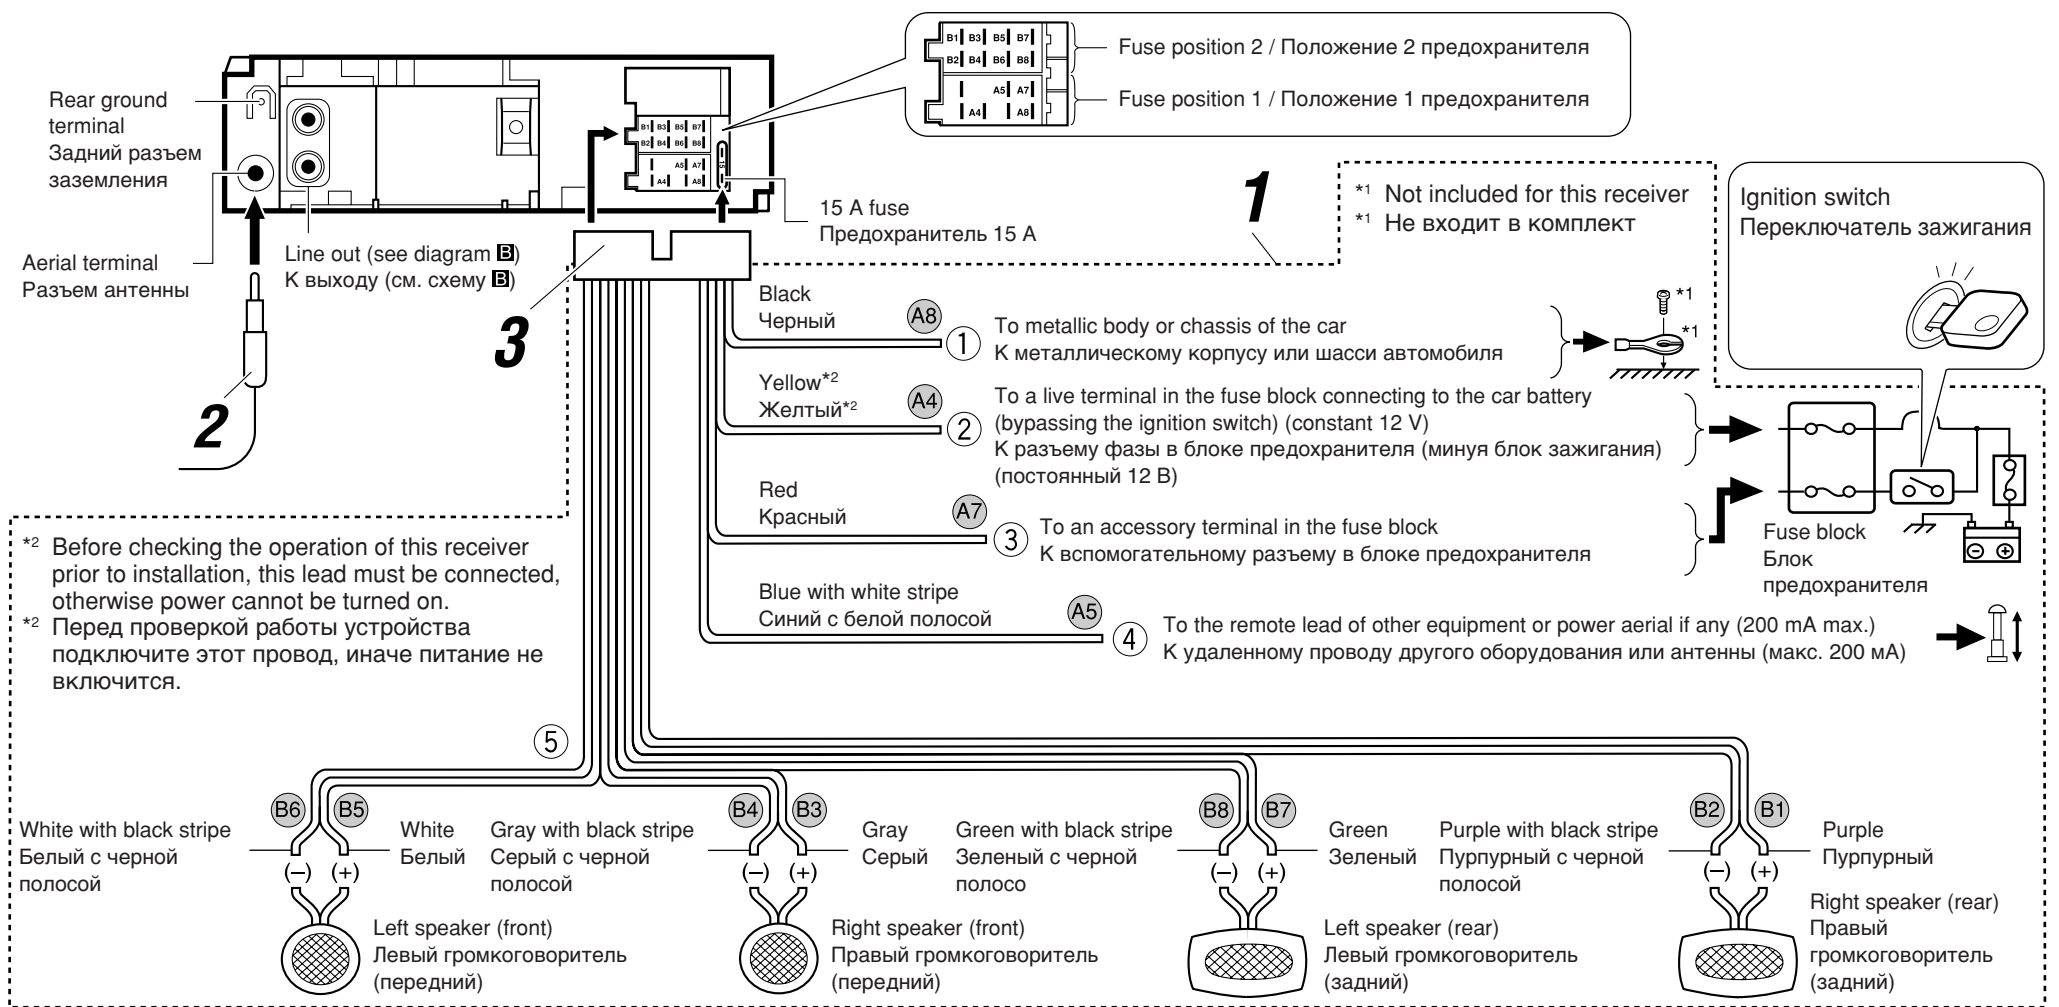 B1 B3 B5 B7
B2 B4 B6 B8
A5 A7
A4 A8
Fuse position 2 / Положение 2 предохранителя
Fuse position 1 / Положение 1 предохранителя
Rear ground
terminal
Задний разъем
заземления
B1 B3 B5 B7
B2 B4 B6 B8
A5 A7
A4 A8
15
15 A fuse
Предохранитель 15 A
Aerial terminal
Разъем антенны
Line out (see diagram B)
К выходу (см. схему B)
1
*1 Not included for this receiver
*1 Не входит в комплект
Ignition switch
Переключатель зажигания
2
3
Black
Черный
A8
1
To metallic body or chassis of the car
К металлическому корпусу или шасси автомобиля
*1
*1
Yellow*2
Желтый*2
A4
2
To a live terminal in the fuse block connecting to the car battery
(bypassing the ignition switch) (constant 12 V)
К разъему фазы в блоке предохранителя (минуя блок зажигания)
(постоянный 12 В)
Red
Красный
A7
3
To an accessory terminal in the fuse block
К вспомогательному разъему в блоке предохранителя
Fuse block
Блок
предохранителя
*2 Before checking the operation of this receiver
prior to installation, this lead must be connected,
otherwise power cannot be turned on.
*2 Перед проверкой работы устройства
подключите этот провод, иначе питание не
включится.
Blue with white stripe
Синий с белой полосой
A5
4
To the remote lead of other equipment or power aerial if any (200 mA max.)
К удаленному проводу другого оборудования или антенны (макс. 200 мА)
5
B6 B5
White with black stripe
Белый с черной
полосой
White
Белый
(−) (+)
Left speaker (front)
Левый громкоговоритель
(передний)
B4 B3
Gray with black stripe
Серый с черной
полосой
Gray
Серый
(−) (+)
Right speaker (front)
Правый громкоговоритель
(передний)
B8 B7
Green with black stripe
Зеленый с черной
полосо
Green
Зеленый
(−) (+)
Left speaker (rear)
Левый громкоговоритель
(задний)
B2 B1
Purple with black stripe
Пурпурный с черной
полосой
Purple
Пурпурный
(−) (+)
Right speaker (rear)
Правый
громкоговоритель
(задний)